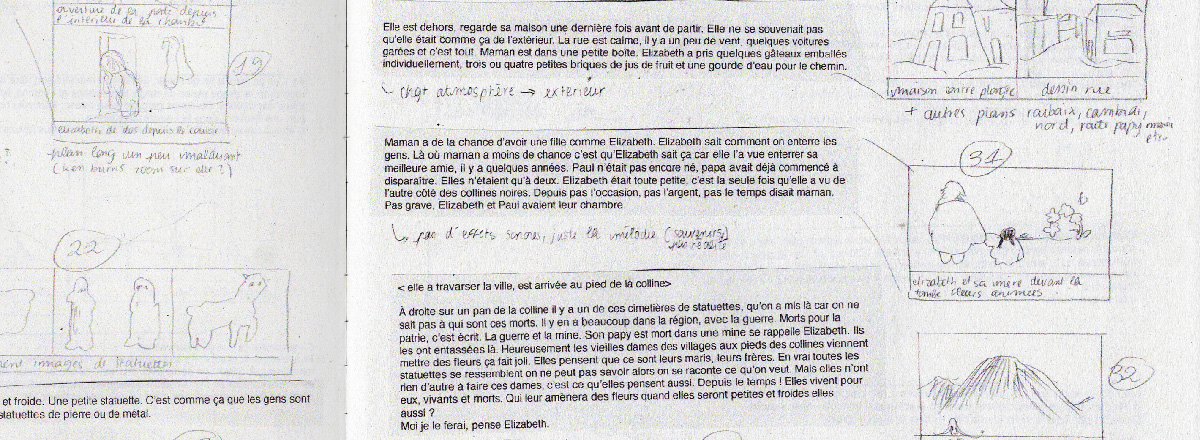 ouverture de la porte depuis
l'intérieur de la chambre
19
elizabeth de dos depuis le couloir
?
plan long un peu malaisant
(ken burns zoom sur elle ?)
22
images de statuettes
et froide. Une petite statuette. C'est comme ça que les gens sont
statuettes de pierre ou de métal.
Elle est dehors, regarde sa maison une dernière fois avant de partir. Elle ne se souvenait pas
qu'elle était comme ça de l'extérieur. La rue est calme, il y a un peu de vent, quelques voitures
garées et c'est tout. Maman est dans une petite boîte. Elizabeth a pris quelques gâteaux emballés
individuellement, trois ou quatre petites briques de jus de fruit et une gourde d'eau pour le chemin.
chgt atmosphère → extérieur
Maman a de la chance d'avoir une fille comme Elizabeth. Elizabeth sait comment on enterre les
gens. Là où maman a moins de chance c'est qu'Elizabeth sait ça car elle l'a vue enterrer sa
meilleure amie, il y a quelques années. Paul n'était pas encore né, papa avait déjà commencé à
disparaître. Elles n'étaient qu'à deux. Elizabeth était toute petite, c'est la seule fois qu'elle a vu de
l'autre côté des collines noires. Depuis pas l'occasion, pas l'argent, pas le temps disait maman.
Pas grave, Elizabeth et Paul avaient leur chambre.
pas d'effets sonores, juste la mélodie (souvenirs)
< elle a travarser la ville, est arrivée au pied de la colline>
À droite sur un pan de la colline il y a un de ces cimetières de statuettes, qu'on a mis là car on ne
sait pas à qui sont ces morts. Il y en a beaucoup dans la région, avec la guerre. Morts pour la
patrie, c'est écrit. La guerre et la mine. Son papy est mort dans une mine se rappelle Elizabeth. Ils
les ont entassées là. Heureusement les vieilles dames des villages aux pieds des collines viennent
mettre des fleurs ça fait joli. Elles pensent que ce sont leurs maris, leurs frères. En vrai toutes les
statuettes se ressemblent on ne peut pas savoir alors on se raconte ce qu'on veut. Mais elles n'ont
rien d'autre à faire ces dames, c'est ce qu'elles pensent aussi. Depuis le temps ! Elles vivent pour
eux, vivants et morts. Qui leur amènera des fleurs quand elles seront petites et froides elles
aussi ?
Moi je le ferai, pense Elizabeth.
maison contre plongée
dessin rue
+ autres plans roubaix, cambrai,
nord, route papy
31
elizabeth et sa mère devant la
tombe fleurs animées
32